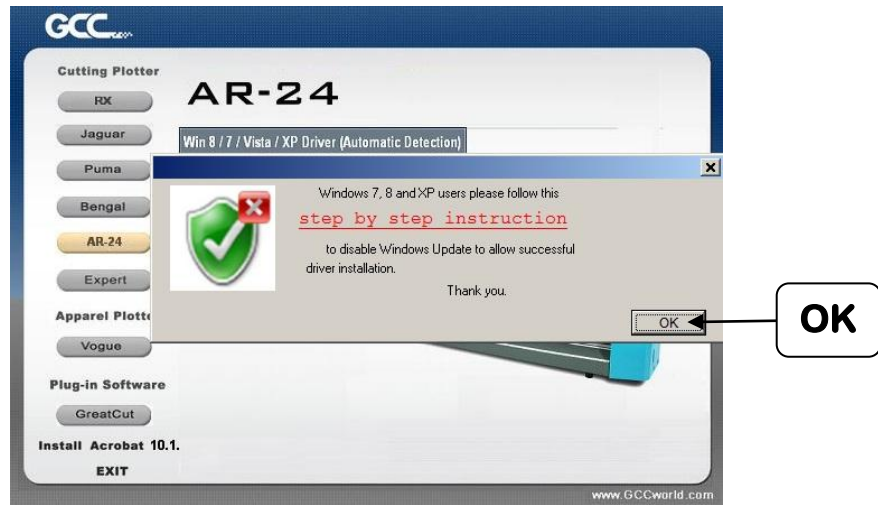 GCC
Cutting Plotter
RX
Jaguar
Puma
Bengal
AR-24
Expert
Apparel Plotte
Vogue
Plug-in Software
GreatCut
Install Acrobat 10.1.
EXIT
AR-24
Win 8 / 7 / Vista / XP Driver (Automatic Detection)
Windows 7, 8 and XP users please follow this
step by step instruction
to disable Windows Update to allow successful
driver installation.
Thank you.
OK
OK
www.GCCworld.com